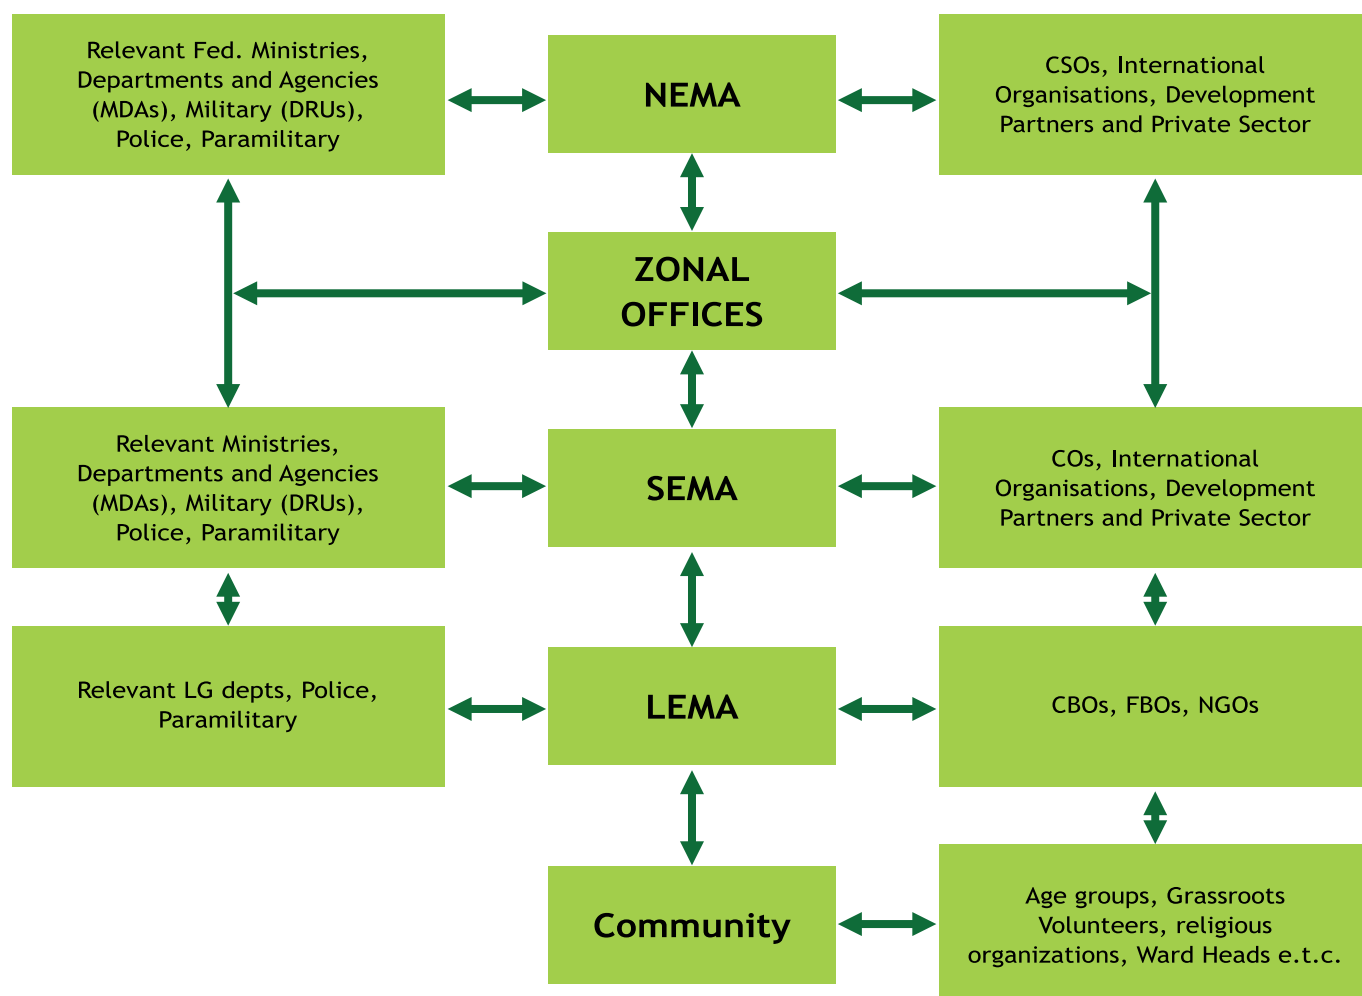 Relevant Fed. Ministries,
Departments and Agencies
(MDAs), Military (DRUs),
Police, Paramilitary
NEMA
CSOs, International
Organisations, Development
Partners and Private Sector
ZONAL
OFFICES
Relevant Ministries,
Departments and Agencies
(MDAs), Military (DRUs),
Police, Paramilitary
SEMA
COs, International
Organisations, Development
Partners and Private Sector
Relevant LG depts, Police,
Paramilitary
LEMA
CBOs, FBOs, NGOs
Community
Age groups, Grassroots
Volunteers, religious
organizations, Ward Heads e.t.c.